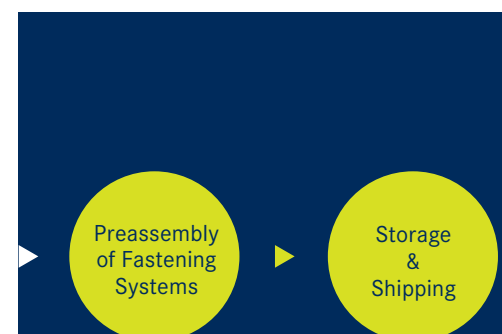 Preassembly
of Fastening
Systems
Storage
&
Shipping